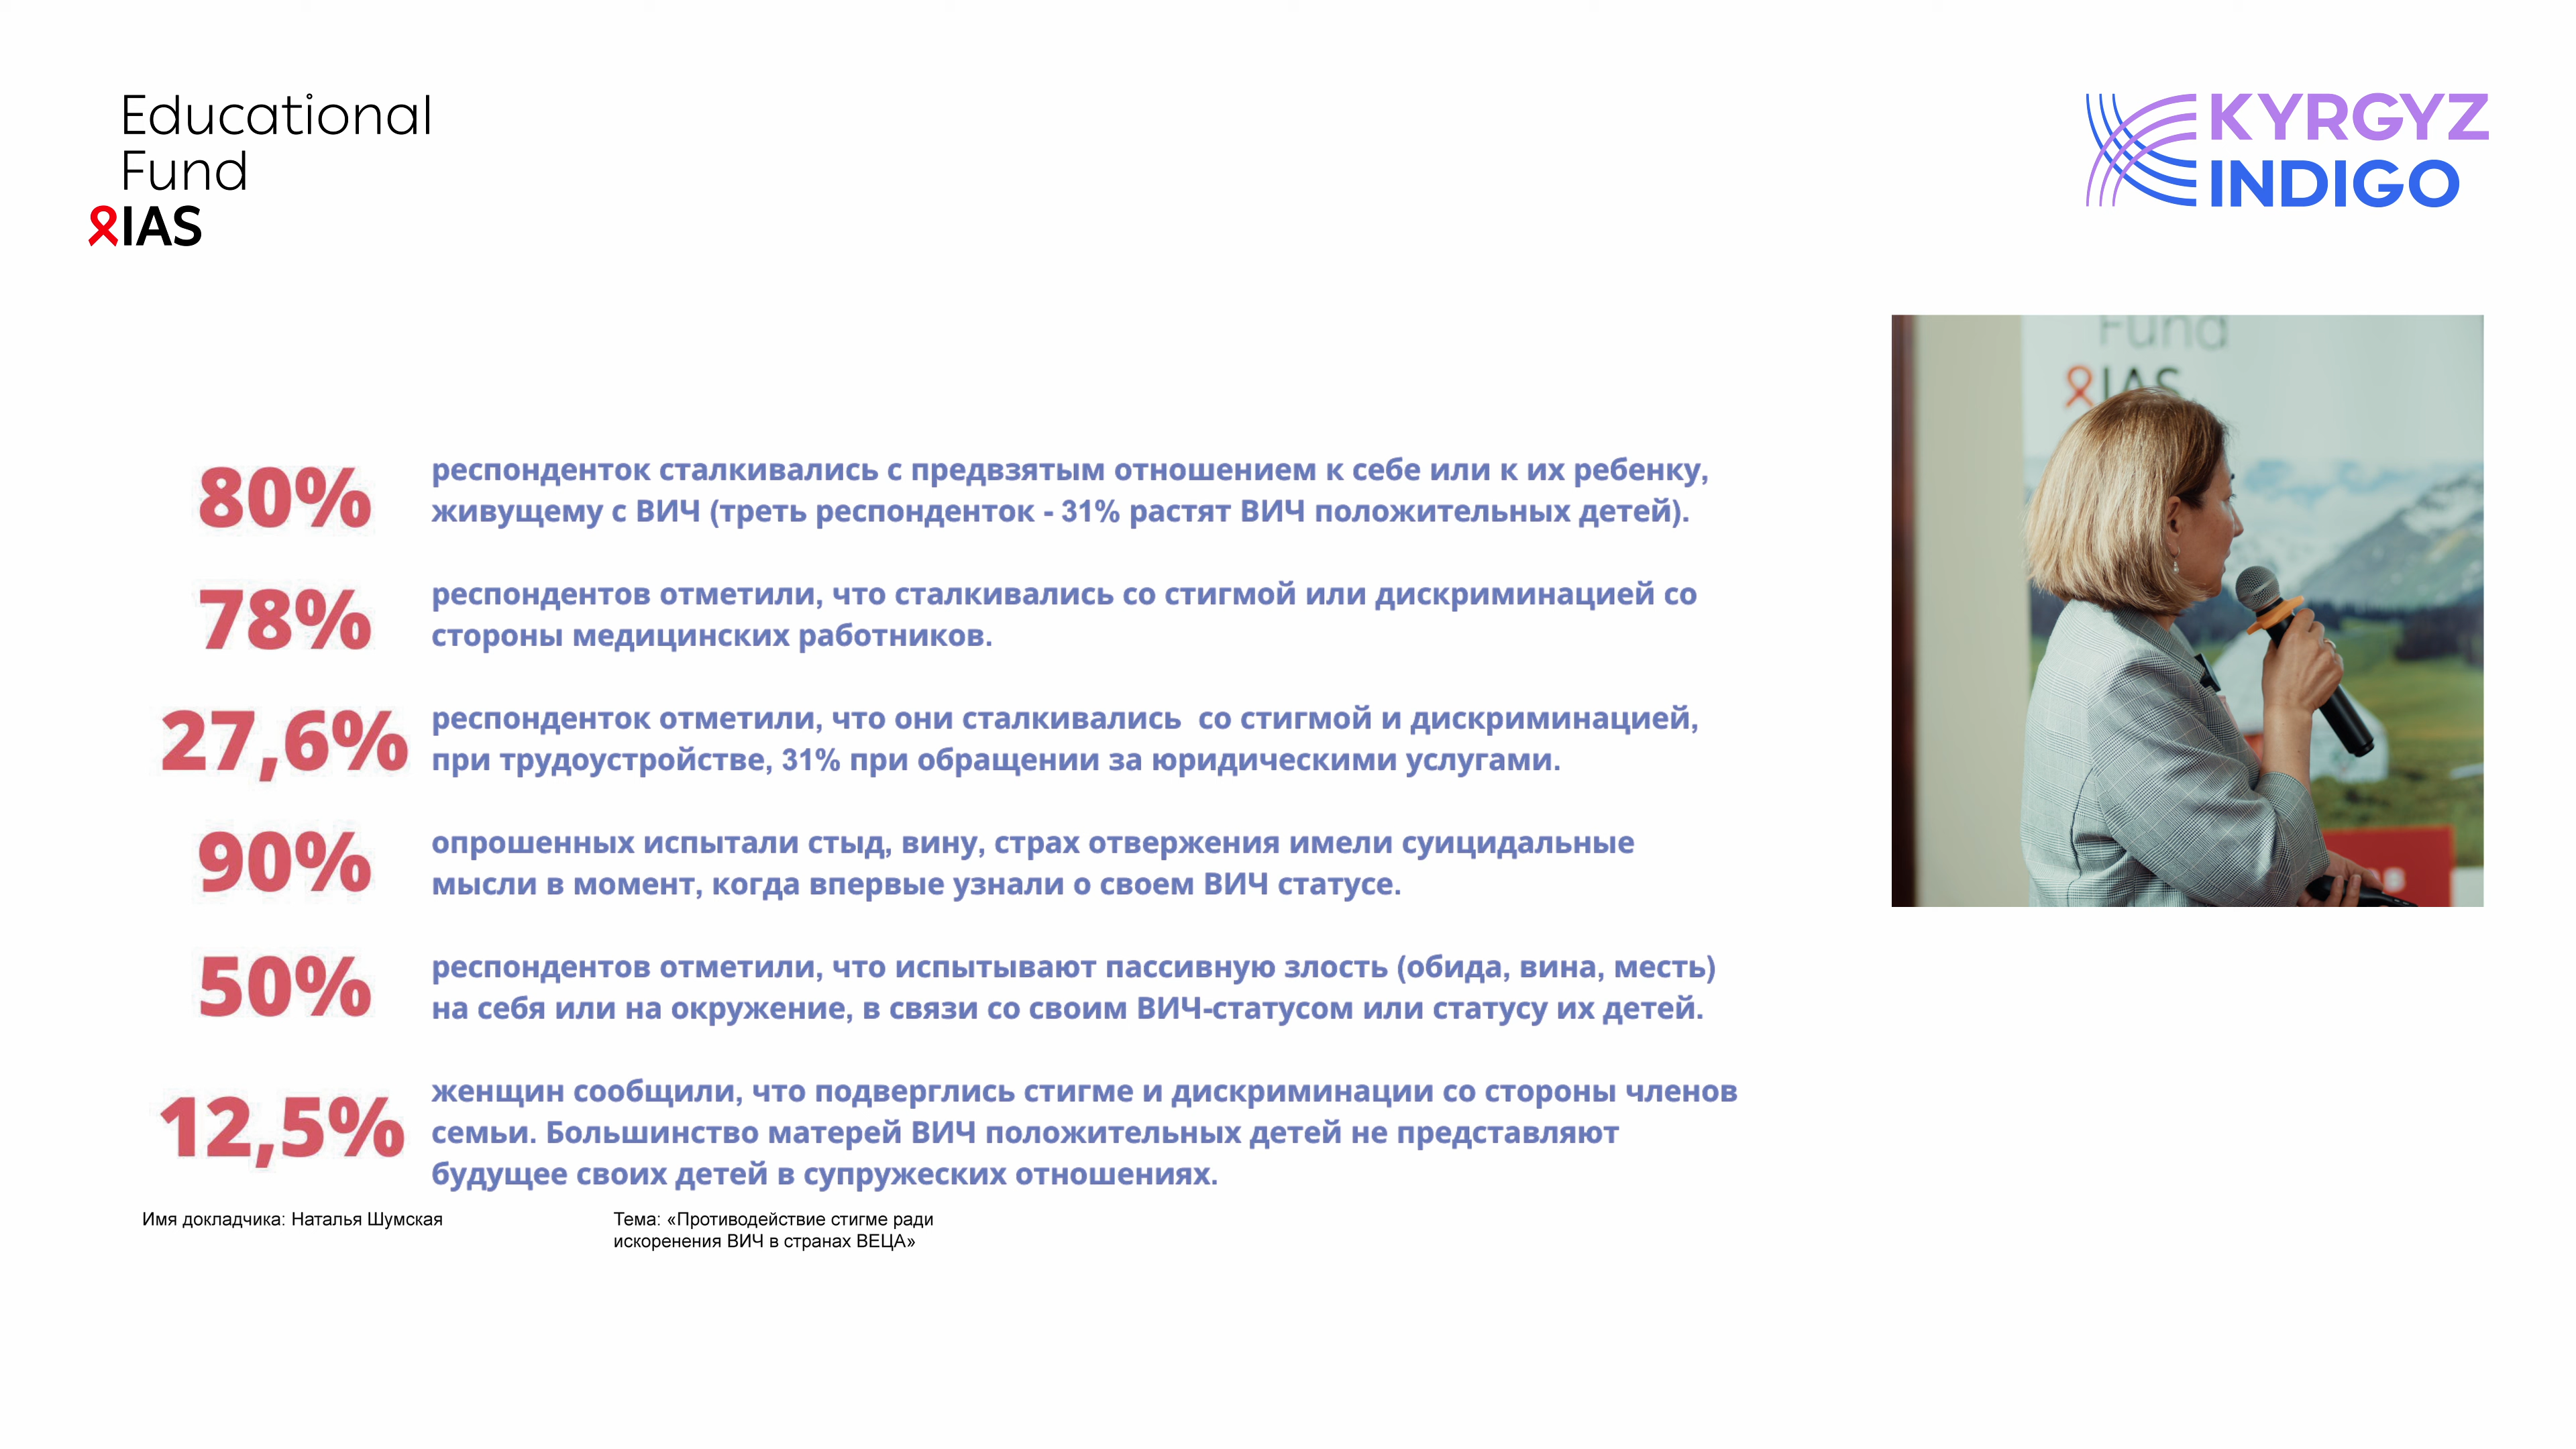 Educational
Fund
IAS
KYRGYZ
INDIGO
Fund
IAS
80%
респонденток сталкивались с предвзятым отношением к себе или к их ребенку,
живущему с ВИЧ (треть респонденток - 31% растят ВИЧ положительных детей).
78%
респондентов отметили, что сталкивались со стигмой или дискриминацией со
стороны медицинских работников.
27,6%
респонденток отметили, что они сталкивались  со стигмой и дискриминацией,
при трудоустройстве, 31% при обращении за юридическими услугами.
90%
опрошенных испытали стыд, вину, страх отвержения имели суицидальные
мысли в момент, когда впервые узнали о своем ВИЧ статусе.
50%
респондентов отметили, что испытывают пассивную злость (обида, вина, месть)
на себя или на окружение, в связи со своим ВИЧ-статусом или статусу их детей.
12,5%
женщин сообщили, что подверглись стигме и дискриминации со стороны членов
семьи. Большинство матерей ВИЧ положительных детей не представляют
будущее своих детей в супружеских отношениях.
Имя докладчика: Наталья Шумская
Тема: «Противодействие стигме ради
искоренения ВИЧ в странах ВЕЦА»